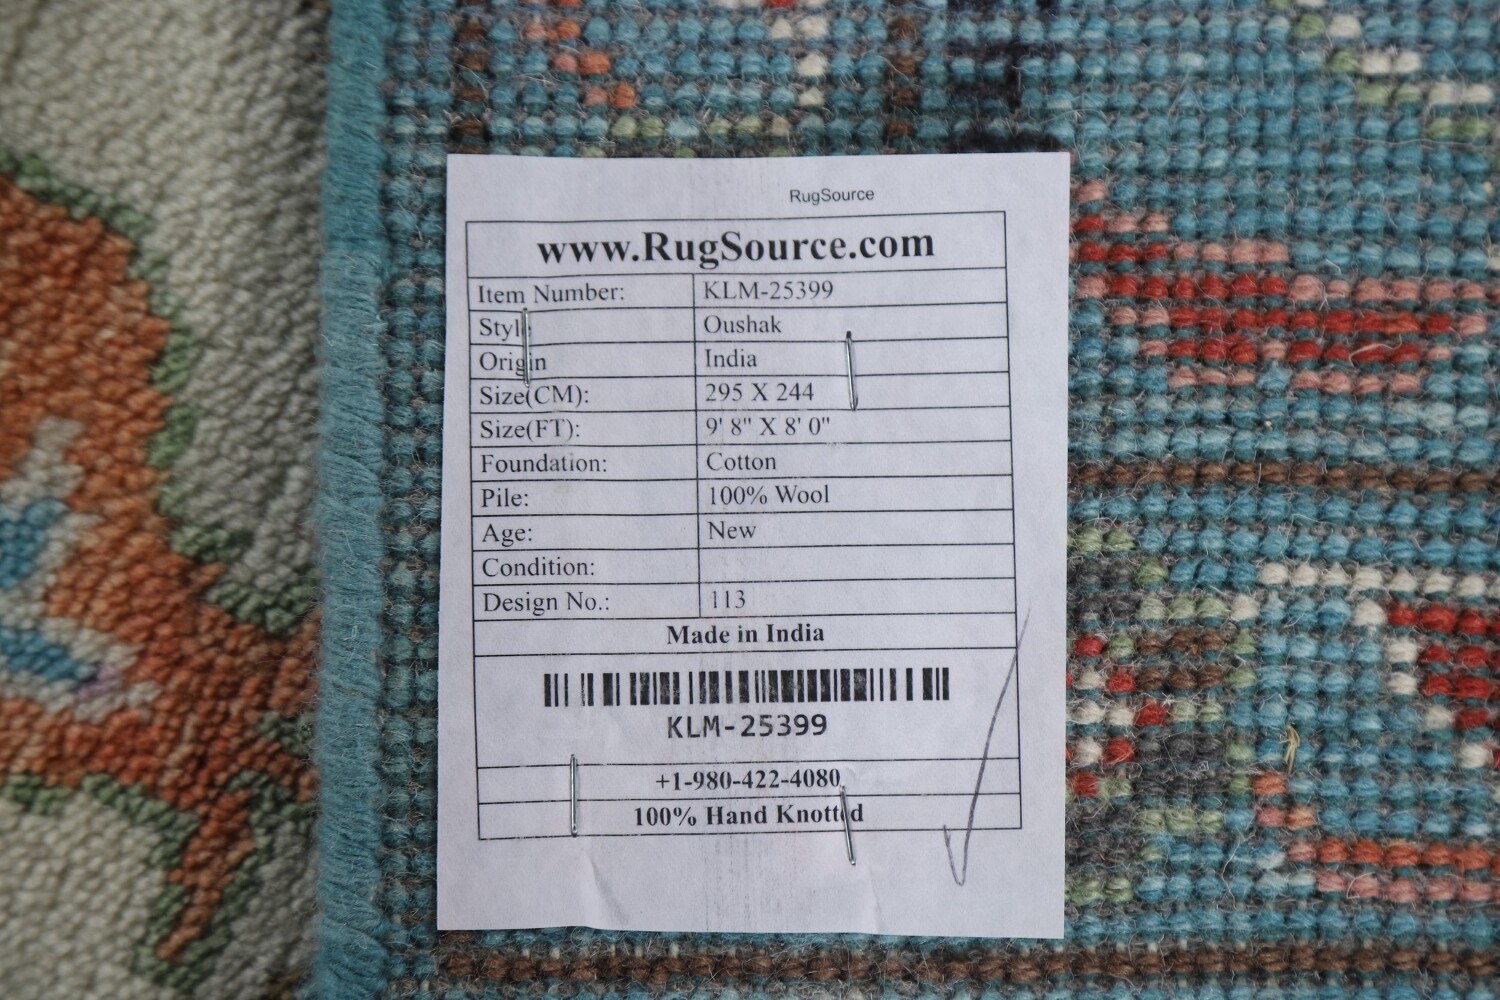 RugSource
www.RugSource.com
Item Number: KLM-25399
Style Oushak
Origin India
Size(CM): 295 X 244
Size(FT): 9' 8" X 8' 0"
Foundation: Cotton
Pile: 100% Wool
Age: New
Condition:
Design No.: 113
Made in India
KLM-25399
+1-980-422-4080
100% Hand Knotted